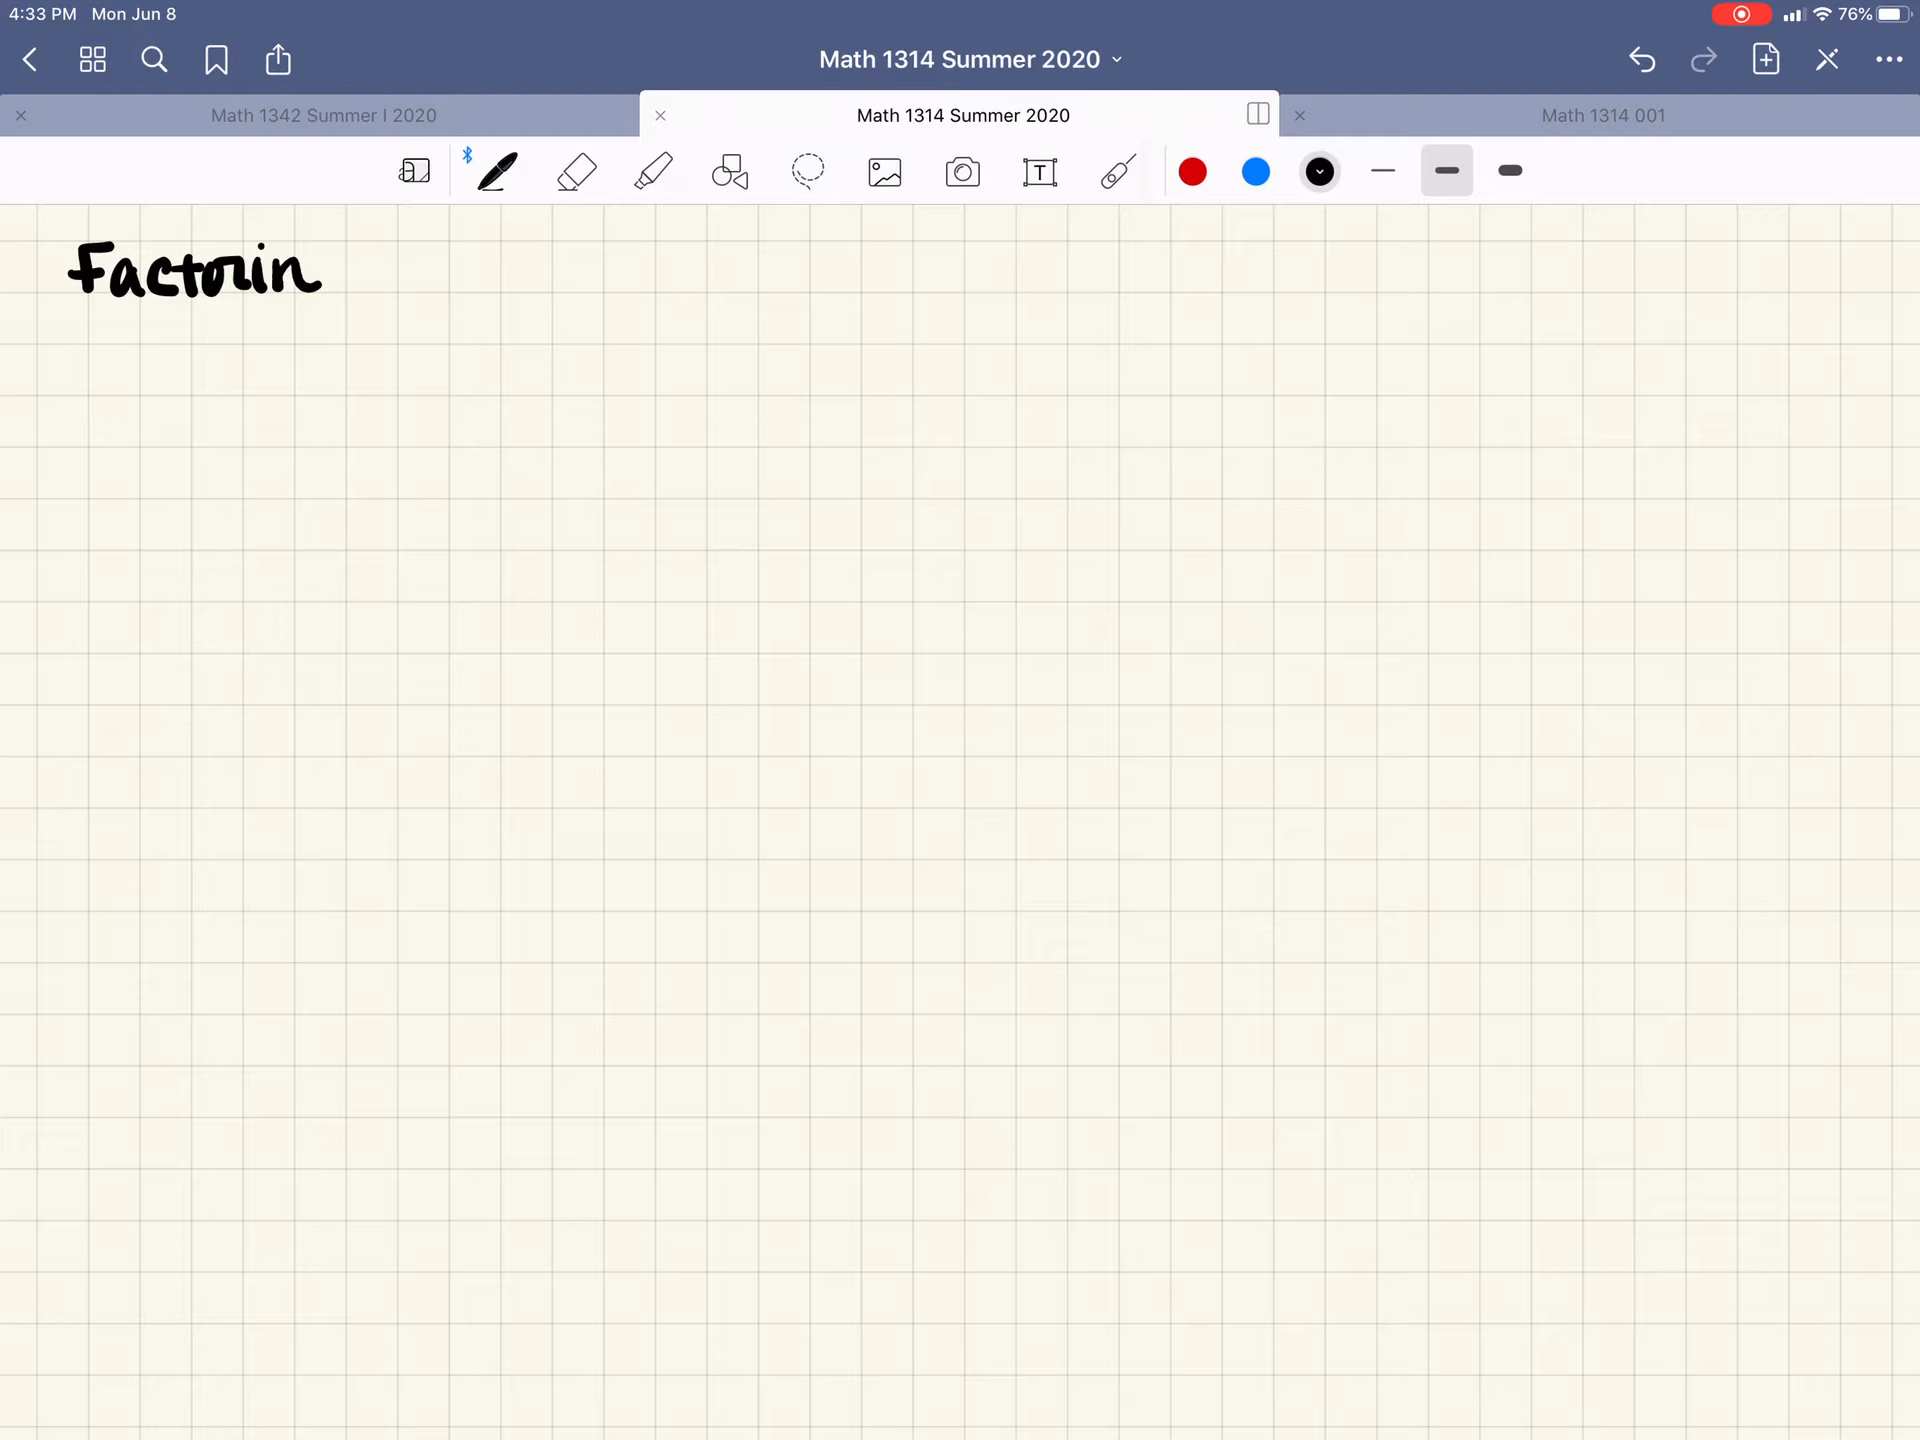 4:33 PM Mon Jun 8
76%
Math 1314 Summer 2020
Math 1342 Summer I 2020
Math 1314 Summer 2020
Math 1314 001
a
T
Factorin